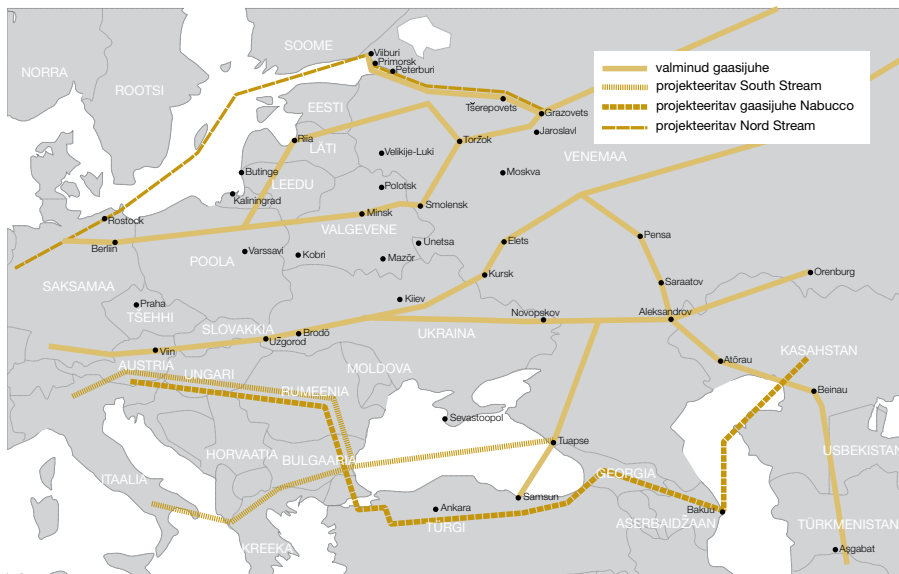 NORRA
ROOTSI
SOOME
Viiburi
Primorsk
Peterburi
valminud gaasijuhe
projekteeritav South Stream
projekteeritav gaasijuhe Nabucco
projekteeritav Nord Stream
EESTI
Tšerepovets
Grazovets
Jaroslavl
Riia
LÄTI
Toržok
Velikije-Luki
VENEMAA
Butinge
LEEDU
Polotsk
Moskva
Kaliningrad
Minsk
Smolensk
Rostock
VALGEVENE
Berliin
POOLA
Varssavi
Kobri
Unetsa
Mazõr
Elets
Pensa
SAKSAMAA
Kursk
Saraatov
Orenburg
Praha
TŠEHHI
Kiiev
Novopskov
Aleksandrov
SLOVAKKIA
Brodõ
UKRAINA
Užgorod
Viin
KASAHSTAN
AUSTRIA
UNGARI
MOLDOVA
Atõrau
Beinau
RUMEENIA
Sevastoopol
Tuapse
USBEKISTAN
HORVAATIA
BULGAARIA
ITAALIA
GEORGIA
Samsun
Ankara
Bakuu
TÜRGI
ASERBAIDŽAAN
TÜRKMENISTAN
KREEKA
Aşgabat